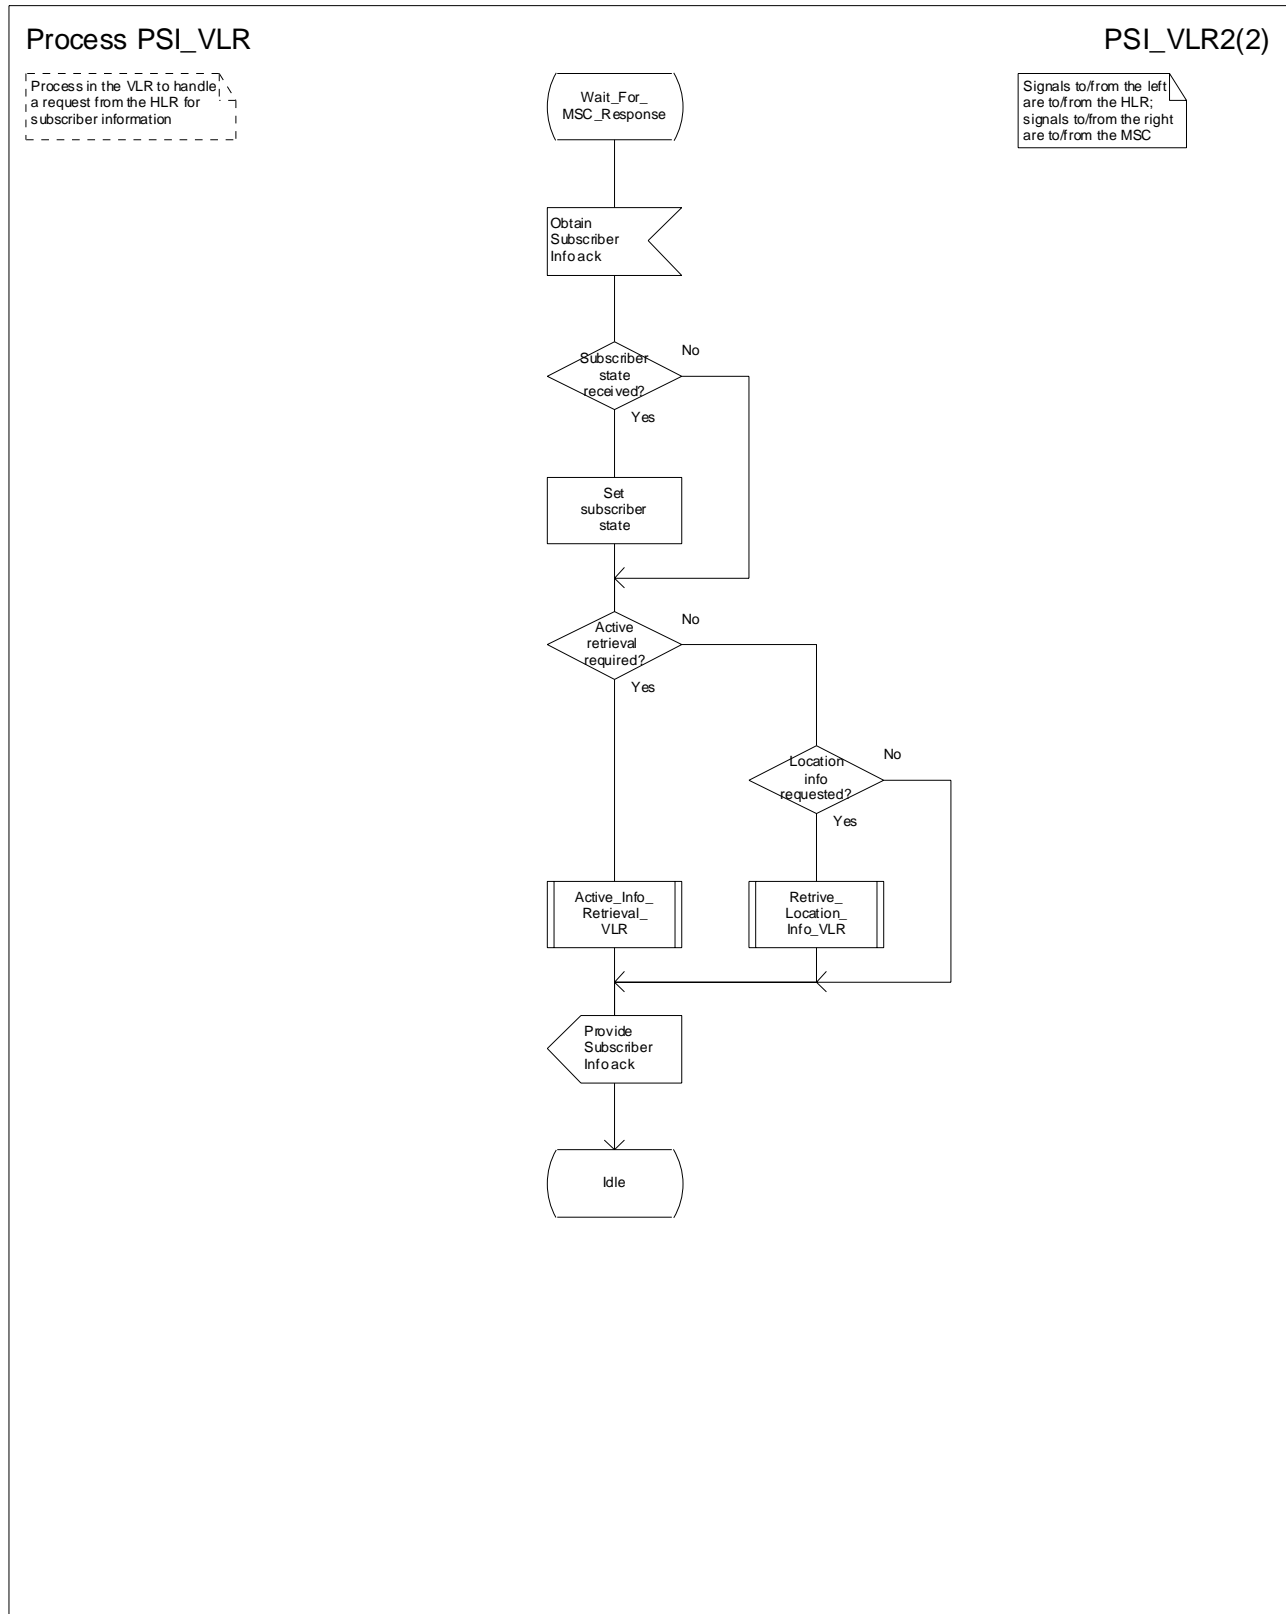 Process PSI_VLR
PSI_VLR2(2)
Process in the VLR to handle
a request from the HLR for
subscriber information
Signals to/from the left
are to/from the HLR;
signals to/from the right
are to/from the MSC
Wait_For_
MSC_Response
Obtain
Subscriber
Info ack
Subscriber
state
received?
No
Yes
Set
subscriber
state
Active
retrieval
required?
No
Yes
Location
info
requested?
No
Yes
Active_Info_
Retrieval_
VLR
Retrive_
Location_
Info_VLR
Provide
Subscriber
Info ack
Idle